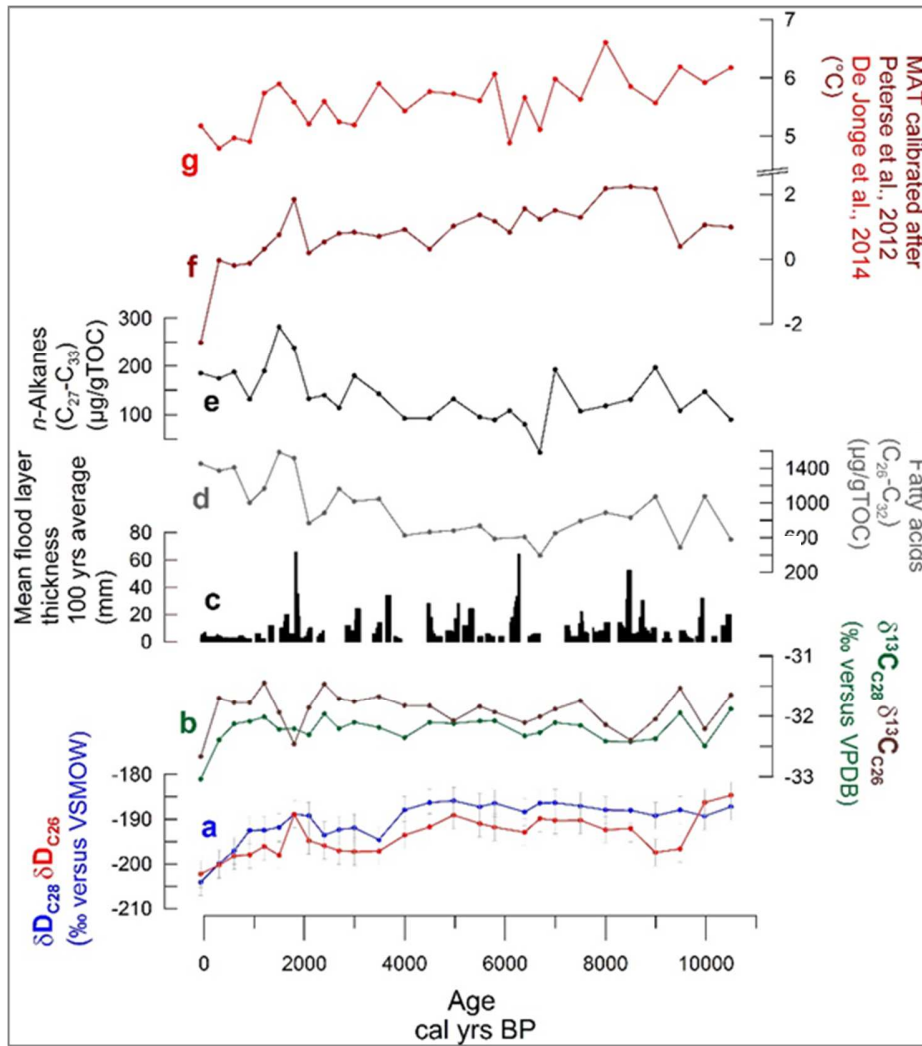 7
6
5
2
0
-2
MAT calibrated after
Peterse et al., 2012
De Jonge et al., 2014
(°C)
g
f
n-Alkanes
(C27-C33)
(µg/gTOC)
300
200
100
e
Fatty acids
(C26-C32)
(µg/gTOC)
1400
1000
200
d
Mean flood layer
thickness
100 yrs average
(mm)
80
60
40
20
0
c
δ13CC28 δ13CC26
(‰ versus VPDB)
-31
-32
-33
b
δDC28 δDC26
(‰ versus VSMOW)
-180
-190
-200
-210
a
0 2000 4000 6000 8000 10000
Age
cal yrs BP